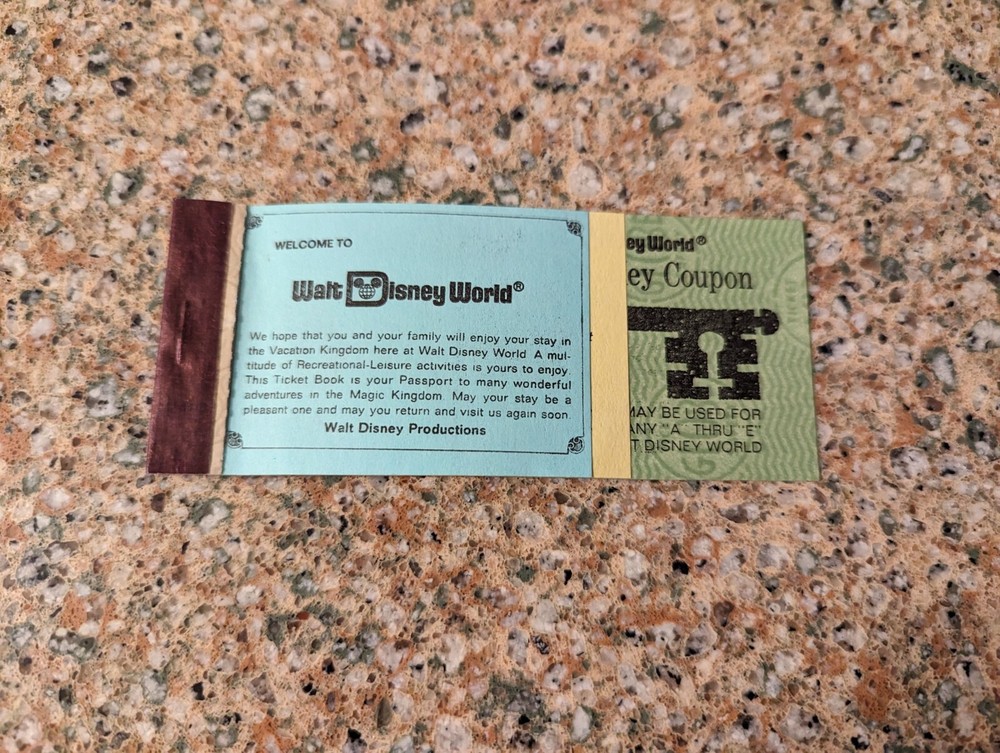 WELCOME TO
Walt Disney World®
We hope that you and your family will enjoy your stay in
the Vacation Kingdom here at Walt Disney World A mul-
titude of Recreational-Leisure activities is yours to enjoy.
This Ticket Book is your Passport to many wonderful
adventures in the Magic Kingdom. May your stay be a
pleasant one and may you return and visit us again soon.
Walt Disney Productions
ey World®
ey Coupon
MAY BE USED FOR
ANY "A" THRU "E"
T DISNEY WORLD